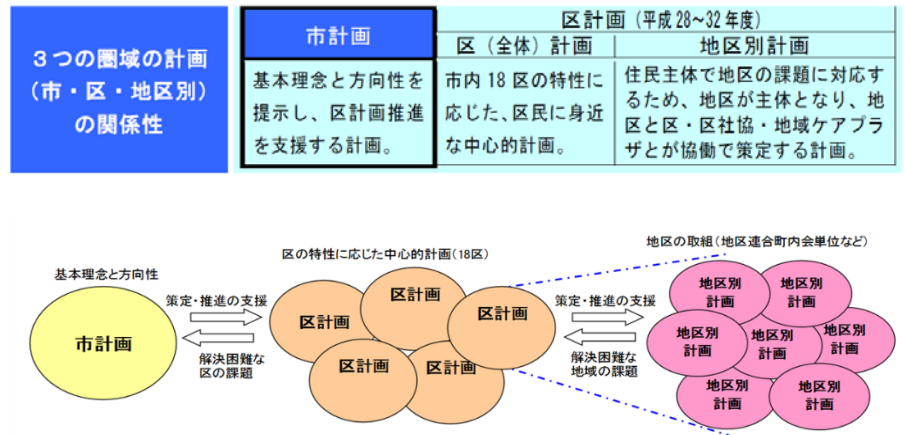 3つの圏域の計画
(市・区・地区別)
の関係性
市計画
区計画(平成28~32年度)
区(全体)計画
地区別計画
基本理念と方向性を
提示し、区計画推進
を支援する計画。
市内18区の特性に
応じた、区民に身近
な中心的計画。
住民主体で地区の課題に対応す
るため、地区が主体となり、地
区と区・区社協・地域ケアプラ
ザとが協働で策定する計画。
基本理念と方向性
市計画
策定・推進の支援
解決困難な
区の課題
区の特性に応じた中心的計画(18区)
区計画
区計画
区計画
区計画
区計画
策定・推進の支援
解決困難な
地域の課題
地区の取組(地区連合町内会単位など)
地区別
計画
地区別
計画
地区別
計画
地区別
計画
地区別
計画
地区別
計画
地区別
計画